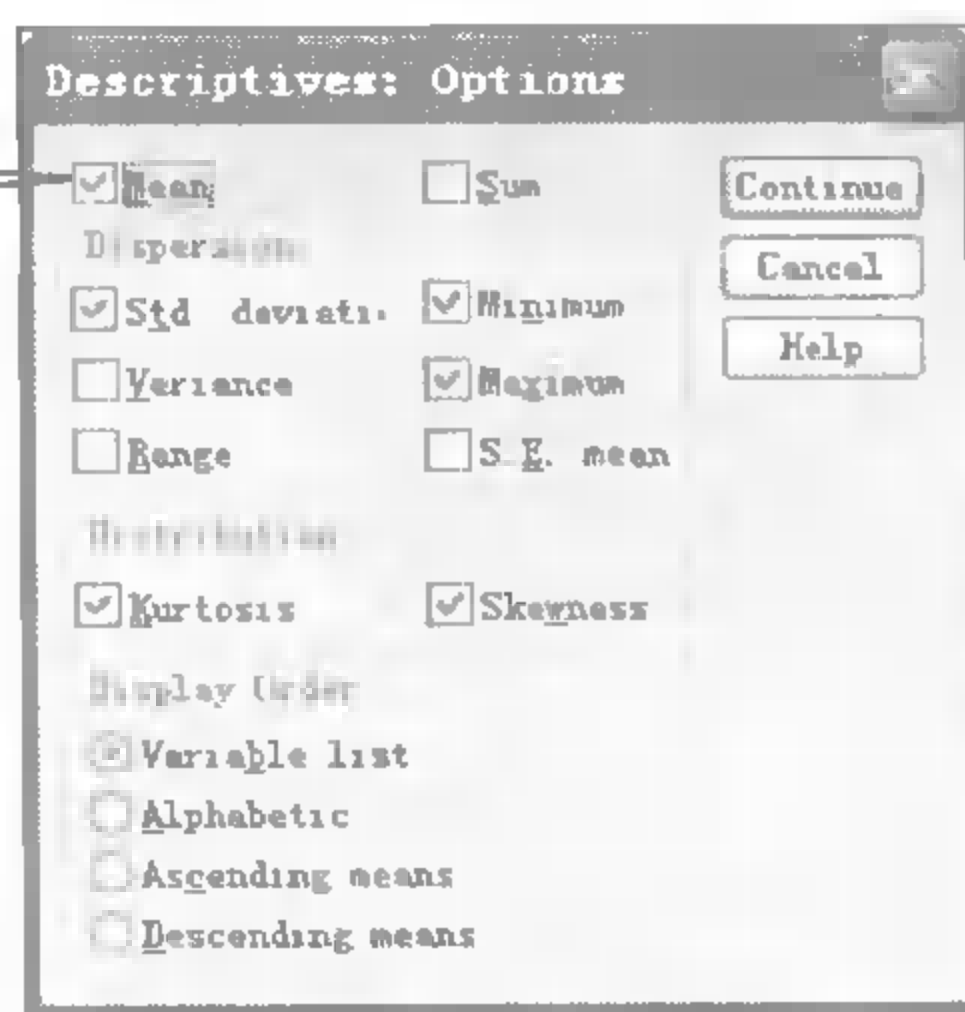 Descriptives: Options
Mean
Sum
Continue
Dispersion
Cancel
Std deviati
Minimum
Help
Variance
Maximum
Range
S.E. mean
Distribution
Kurtosis
Skewness
Display Order
Variable list
Alphabetic
Ascending means
Descending means